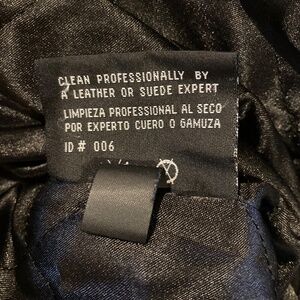 CLEAN PROFESSIONALLY BY
A LEATHER OR SUEDE EXPERT
LIMPIEZA PROFESSIONAL AL SECO
POR EXPERTO CUERO O GAMUZA
ID # 006